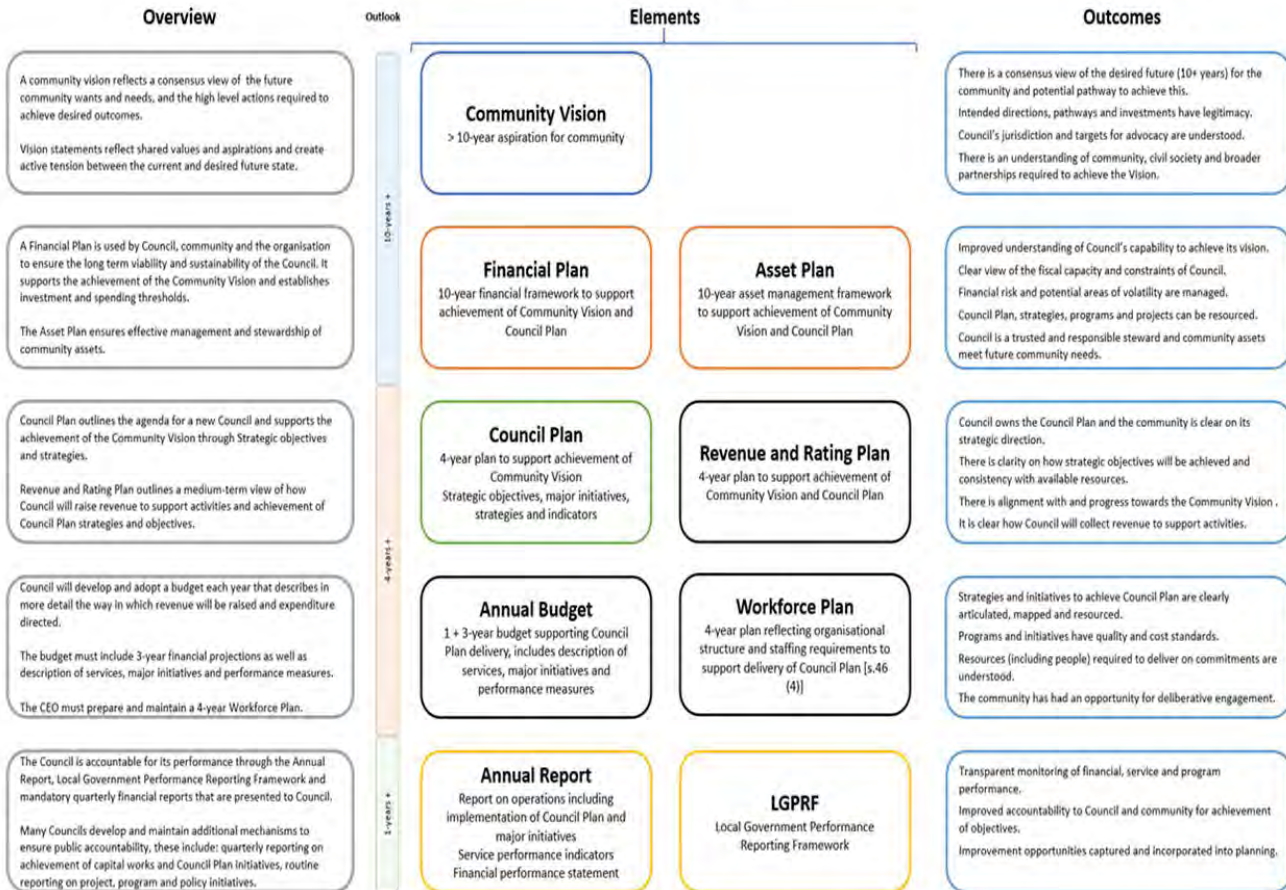 Overview
Outlook
Elements
Outcomes
A community vision reflects a consensus view of the future
community wants and needs, and the high level actions required to
achieve desired outcomes.
Vision statements reflect shared values and aspirations and create
active tension between the current and desired future state.
10-years +
Community Vision
> 10-year aspiration for community
There is a consensus view of the desired future (10+ years) for the
community and potential pathway to achieve this.
Intended directions, pathways and investments have legitimacy.
Council's jurisdiction and targets for advocacy are understood.
There is an understanding of community, civil society and broader
partnerships required to achieve the Vision.
A Financial Plan is used by Council, community and the organisation
to ensure the long term viability and sustainability of the Council. It
supports the achievement of the Community Vision and establishes
investment and spending thresholds.
The Asset Plan ensures effective management and stewardship of
community assets.
Financial Plan
10-year financial framework to support
achievement of Community Vision and
Council Plan
Asset Plan
10-year asset management framework
to support achievement of Community
Vision and Council Plan
Improved understanding of Council's capability to achieve its vision.
Clear view of the fiscal capacity and constraints of Council.
Financial risk and potential areas of volatility are managed.
Council Plan, strategies, programs and projects can be resourced.
Council is a trusted and responsible steward and community assets
meet future community needs.
Council Plan outlines the agenda for a new Council and supports the
achievement of the Community Vision through Strategic objectives
and strategies.
Revenue and Rating Plan outlines a medium-term view of how
Council will raise revenue to support activities and achievement of
Council Plan strategies and objectives.
4-years +
Council Plan
4-year plan to support achievement of
Community Vision
Strategic objectives, major initiatives,
strategies and indicators
Revenue and Rating Plan
4-year plan to support achievement of
Community Vision and Council Plan
Council owns the Council Plan and the community is clear on its
strategic direction.
There is clarity on how strategic objectives will be achieved and
consistency with available resources.
There is alignment with and progress towards the Community Vision .
It is clear how Council will collect revenue to support activities.
Council will develop and adopt a budget each year that describes in
more detail the way in which revenue will be raised and expenditure
directed.
The budget must include 3-year financial projections as well as
description of services, major initiatives and performance measures.
The CEO must prepare and maintain a 4-year Workforce Plan.
Annual Budget
1 + 3-year budget supporting Council
Plan delivery, includes description of
services, major initiatives and
performance measures
Workforce Plan
4-year plan reflecting organisational
structure and staffing requirements to
support delivery of Council Plan [s.46
(4)]
Strategies and initiatives to achieve Council Plan are clearly
articulated, mapped and resourced.
Programs and initiatives have quality and cost standards.
Resources (including people) required to deliver on commitments are
understood.
The community has had an opportunity for deliberative engagement.
The Council is accountable for its performance through the Annual
Report, Local Government Performance Reporting Framework and
mandatory quarterly financial reports that are presented to Council.
Many Councils develop and maintain additional mechanisms to
ensure public accountability, these include: quarterly reporting on
achievement of capital works and Council Plan initiatives, routine
reporting on project, program and policy initiatives.
1-years +
Annual Report
Report on operations including
implementation of Council Plan and
major initiatives
Service performance indicators
Financial performance statement
LGPRF
Local Government Performance
Reporting Framework
Transparent monitoring of financial, service and program
performance.
Improved accountability to Council and community for achievement
of objectives.
Improvement opportunities captured and incorporated into planning.